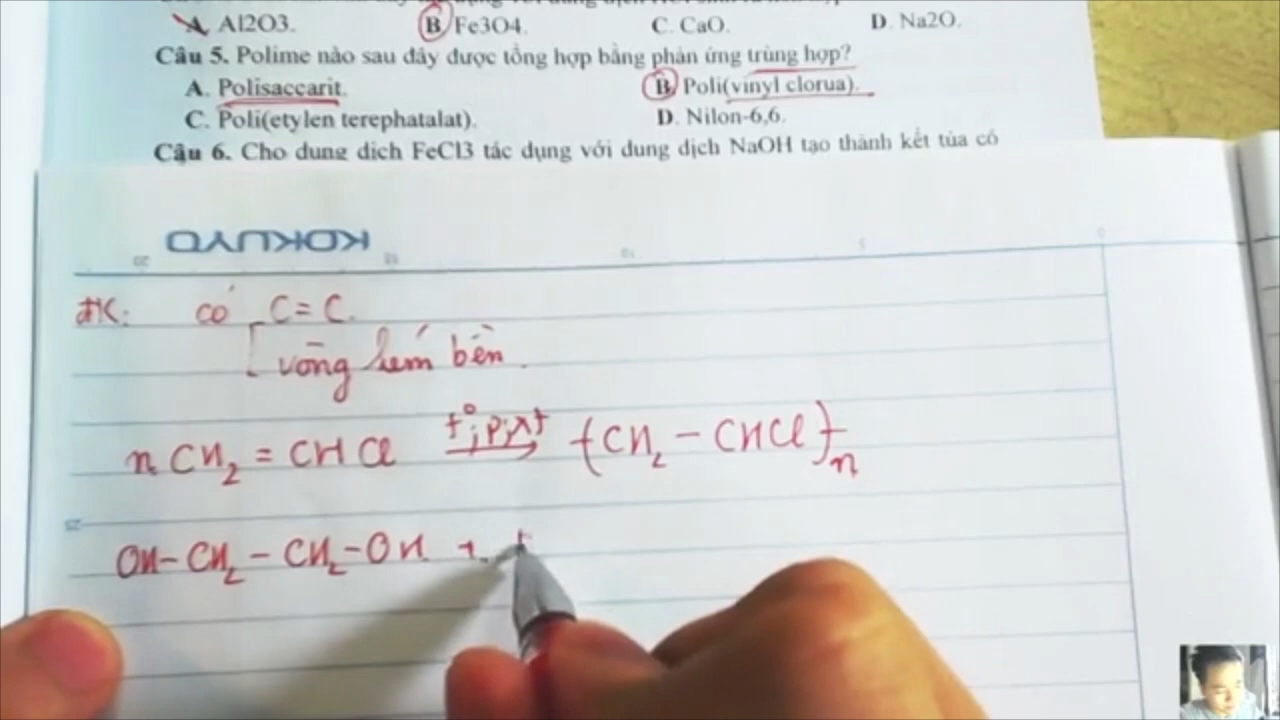 A. Al2O3. B. Fe3O4. C. CaO. D. Na2O.
Câu 5. Polime nào sau đây được tổng hợp bằng phản ứng trùng hợp?
A. Polisaccarit. B. Poli(vinyl clorua).
C. Poli(etylen terephatalat). D. Nilon-6,6.
Câu 6. Cho dung dịch FeCl3 tác dụng với dung dịch NaOH tạo thành kết tủa có
KOKUYO
ĐK: có C=C.
vòng kém bền.
n CH2 = CHCl t°, p, xt (CH2 - CHCl)n
OH-CH2-CH2-OH +